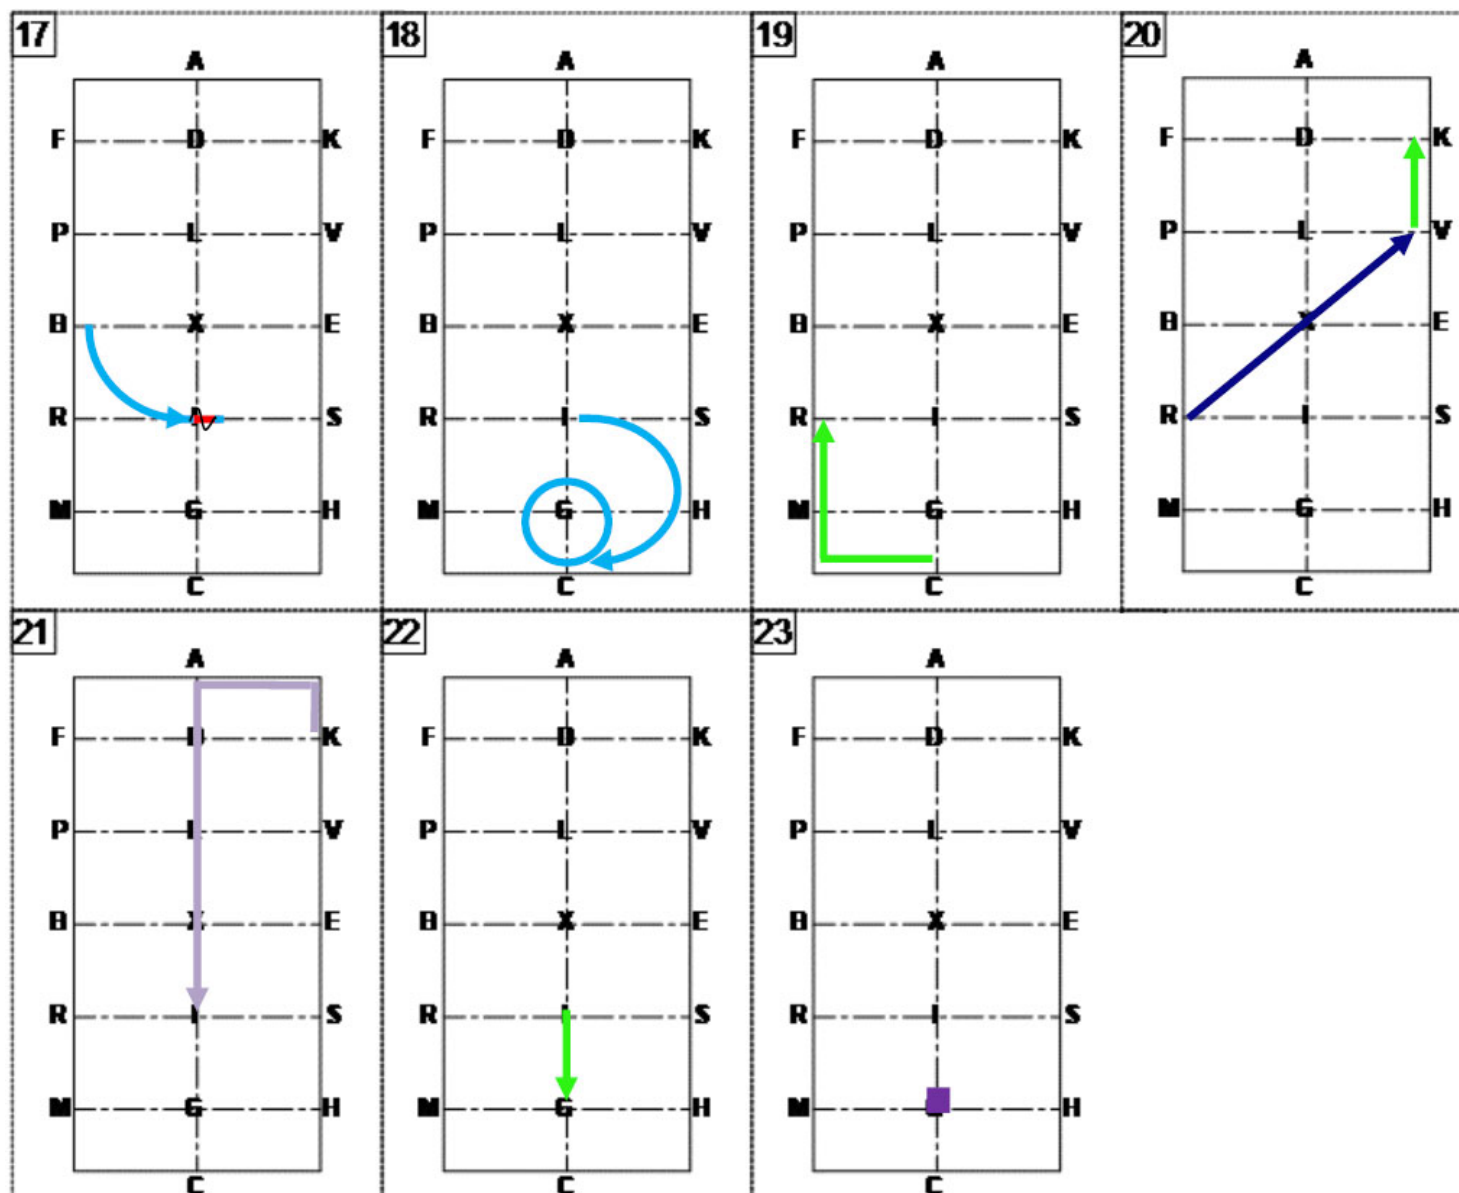 17 18 19 20
A A A A
F D K F D K F D K F D K
P L V P L V P L V P L V
B X E B X E B X E B X E
R S R I S R I S R I S
M G H M G H M G H M G H
C C C C
21 22 23
A A A
F D K F D K F D K
P V P L V P L V
B X E B X E B X E
R I S R I S R I S
M G H M G H M H
C C C